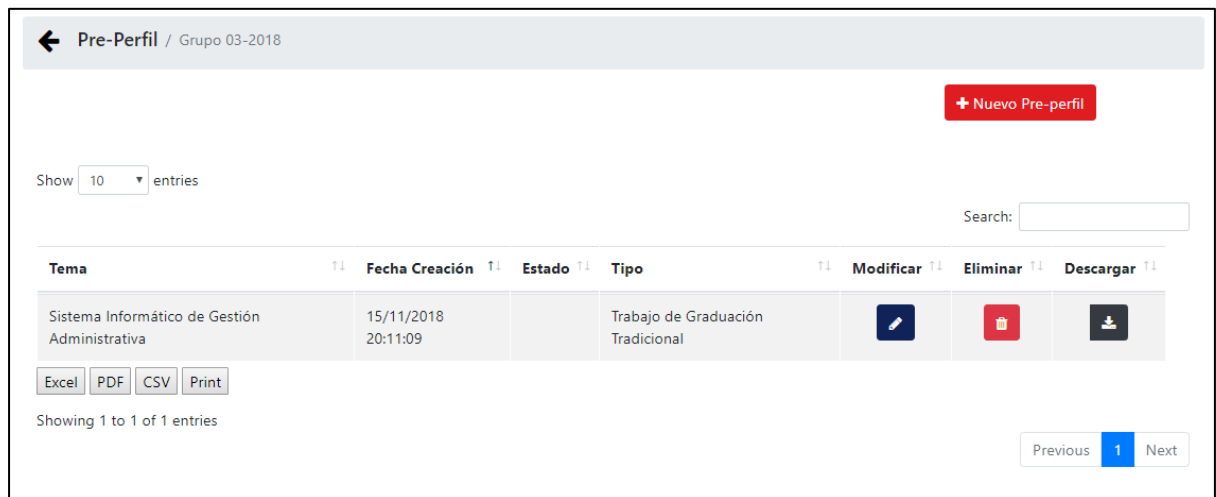 Pre-Perfil / Grupo 03-2018
+ Nuevo Pre-perfil
Show 10 entries
Search:
Tema Fecha Creación Estado Tipo Modificar Eliminar Descargar
Sistema Informático de Gestión
Administrativa
15/11/2018
20:11:09
Trabajo de Graduación
Tradicional
Excel PDF CSV Print
Showing 1 to 1 of 1 entries
Previous 1 Next